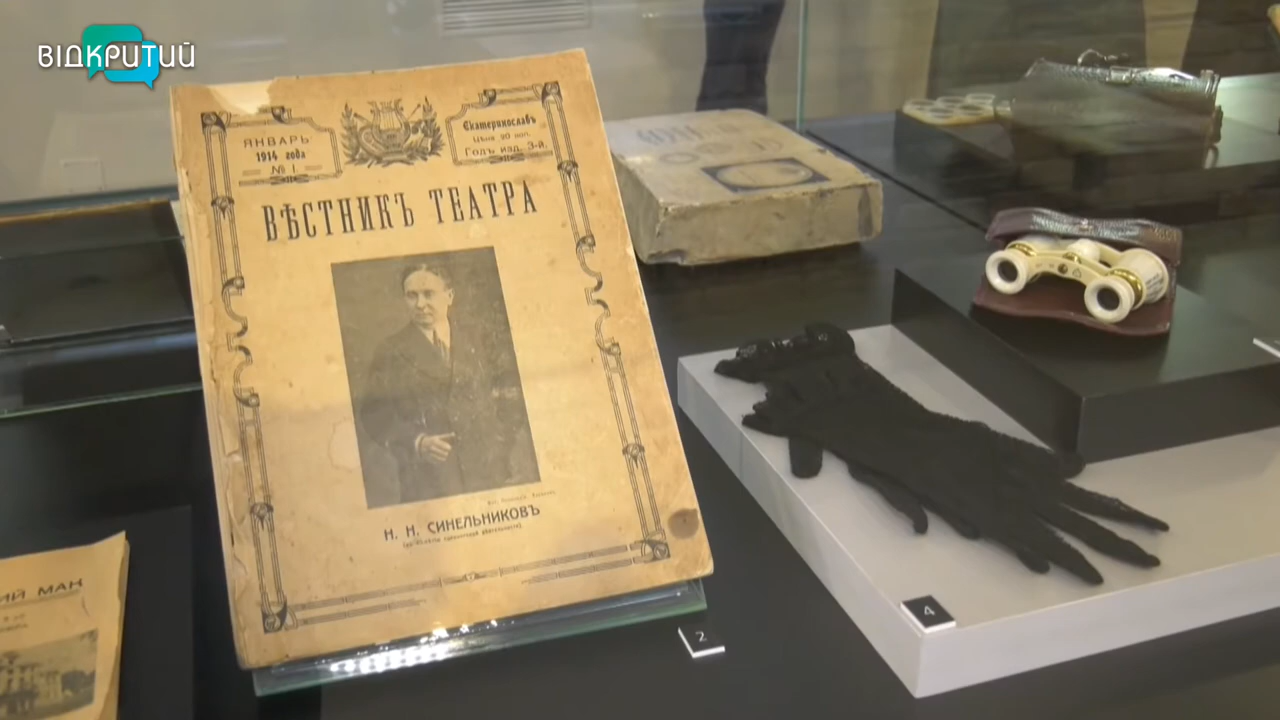 ВІДКРИТИЙ
ЯНВАРЬ
1914 года
№ 1
Екатеринославъ
Цѣна 20 коп.
Годъ изд. 3-й.
ВѢСТНИКЪ ТЕАТРА
Н. Н. СИНЕЛЬНИКОВЪ
2
4
ИЙ МАН